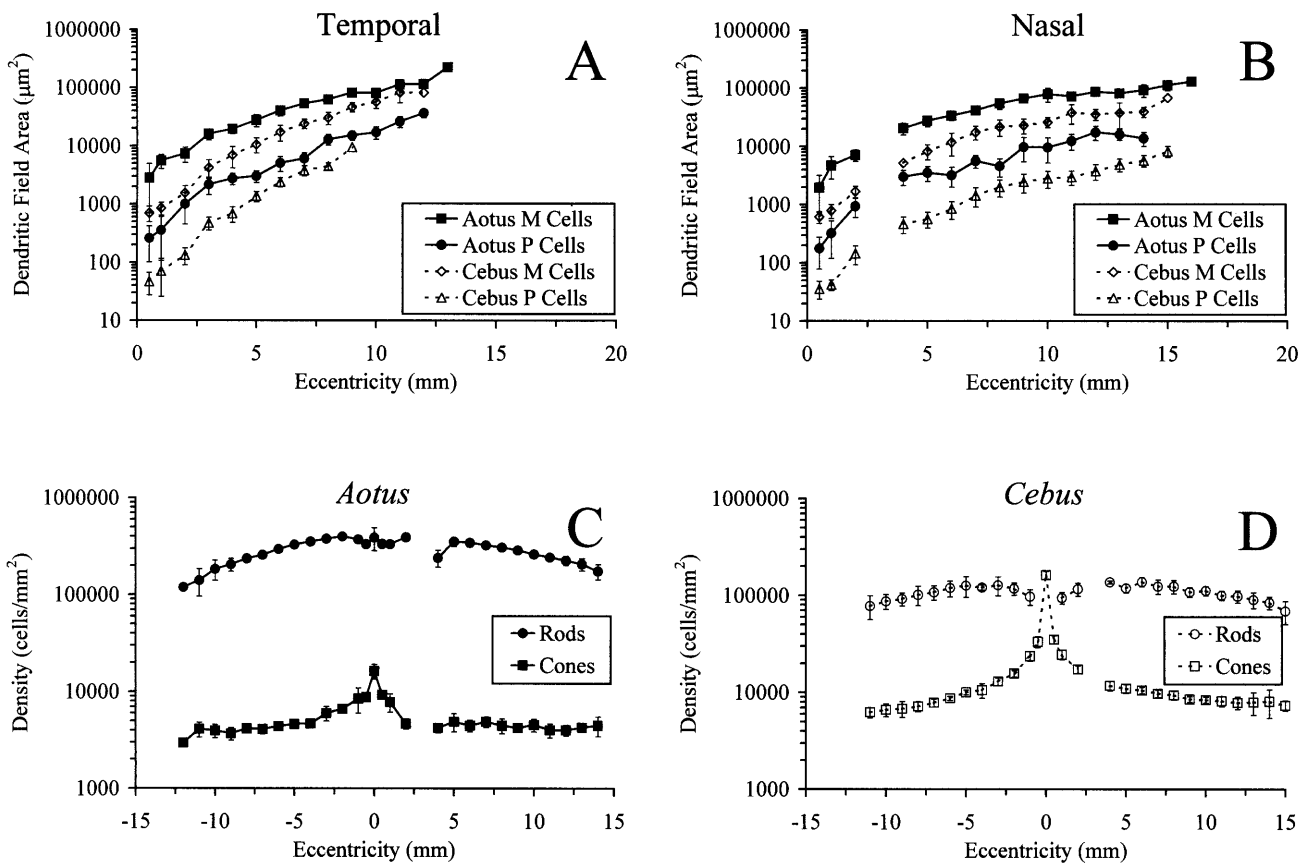 Temporal
A
Dendritic Field Area (μm²)
1000000
100000
10000
1000
100
10
0
5
10
15
20
Eccentricity (mm)
Aotus M Cells
Aotus P Cells
Cebus M Cells
Cebus P Cells
Nasal
B
Dendritic Field Area (μm²)
1000000
100000
10000
1000
100
10
0
5
10
15
20
Eccentricity (mm)
Aotus M Cells
Aotus P Cells
Cebus M Cells
Cebus P Cells
Aotus
C
Density (cells/mm²)
1000000
100000
10000
1000
-15
-10
-5
0
5
10
15
Eccentricity (mm)
Rods
Cones
Cebus
D
Density (cells/mm²)
1000000
100000
10000
1000
-15
-10
-5
0
5
10
15
Eccentricity (mm)
Rods
Cones